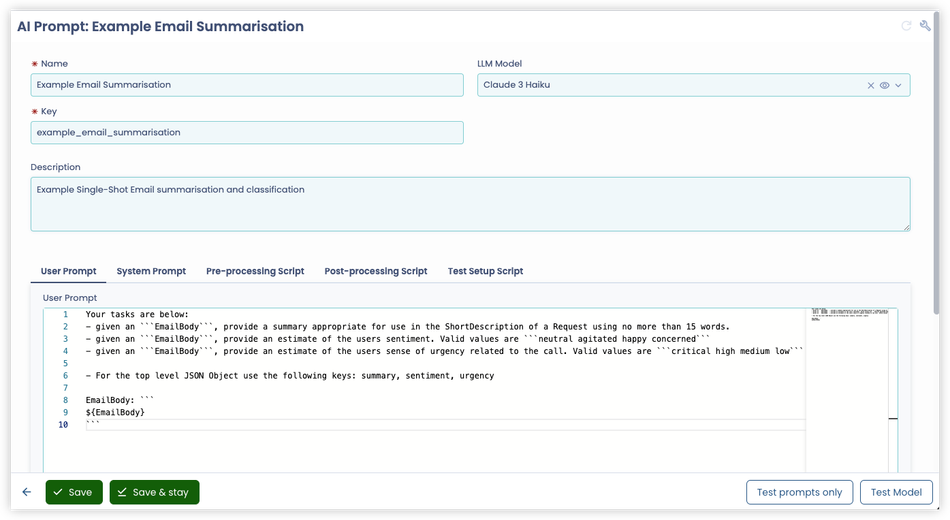 AI Prompt: Example Email Summarisation
* Name
Example Email Summarisation
LLM Model
Claude 3 Haiku
* Key
example_email_summarisation
Description
Example Single-Shot Email summarisation and classification
User Prompt System Prompt Pre-processing Script Post-processing Script Test Setup Script
User Prompt
1 Your tasks are below:
2 - given an ```EmailBody```, provide a summary appropriate for use in the ShortDescription of a Request using no more than 15 words.
3 - given an ```EmailBody```, provide an estimate of the users sentiment. Valid values are ```neutral agitated happy concerned```
4 - given an ```EmailBody```, provide an estimate of the users sense of urgency related to the call. Valid values are ```critical high medium low```
5
6 - For the top level JSON Object use the following keys: summary, sentiment, urgency
7
8 EmailBody: ```
9 ${EmailBody}
10 ```
Save Save & stay Test prompts only Test Model